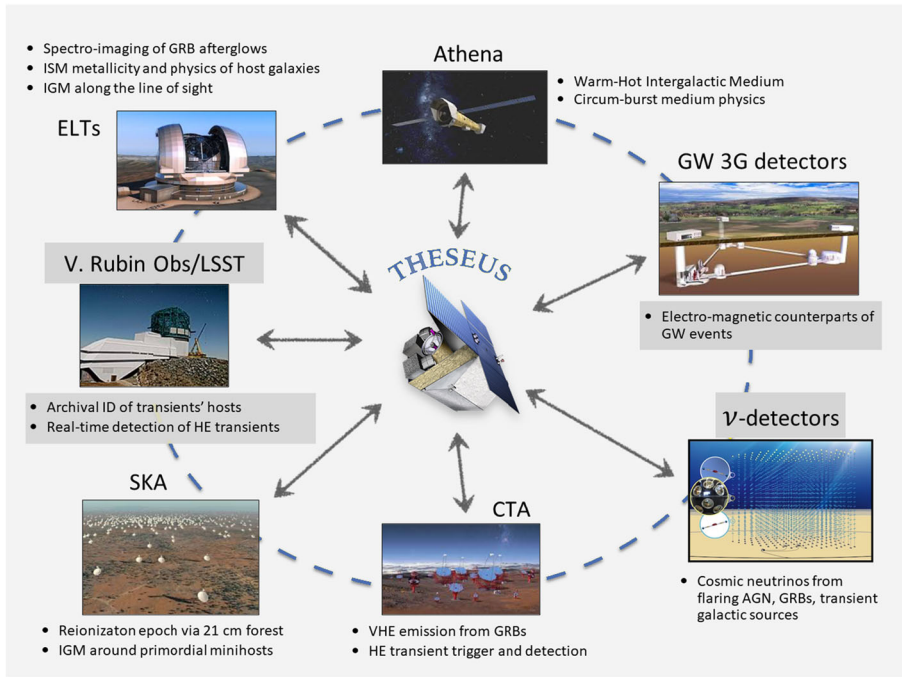 • Spectro-imaging of GRB afterglows
• ISM metallicity and physics of host galaxies
• IGM along the line of sight
ELTs
Athena
• Warm-Hot Intergalactic Medium
• Circum-burst medium physics
GW 3G detectors
• Electro-magnetic counterparts of
GW events
THESEUS
V. Rubin Obs/LSST
• Archival ID of transients’ hosts
• Real-time detection of HE transients
ν-detectors
• Cosmic neutrinos from
flaring AGN, GRBs, transient
galactic sources
SKA
• Reionizaton epoch via 21 cm forest
• IGM around primordial minihosts
CTA
• VHE emission from GRBs
• HE transient trigger and detection